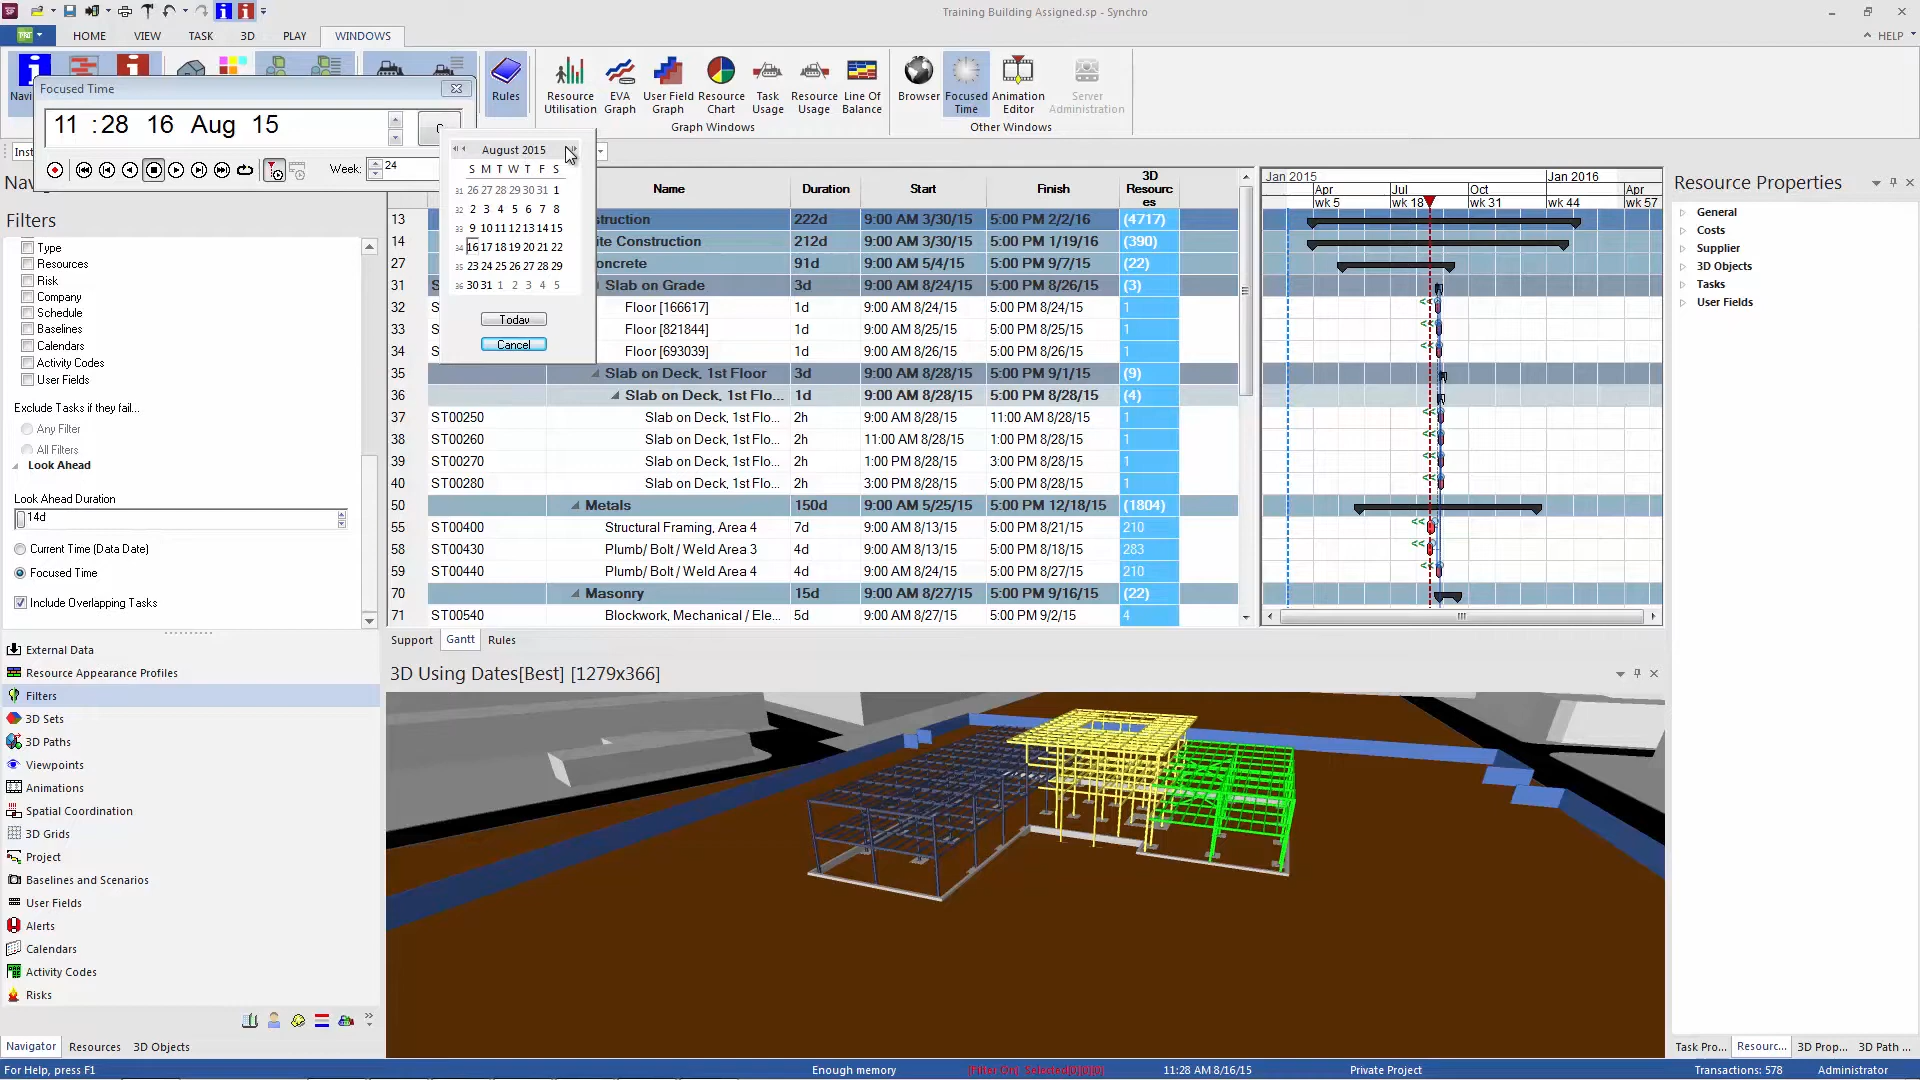 Training Building Assigned.sp - Synchro
HOME VIEW TASK 3D PLAY WINDOWS
HELP
Focused Time
11 :28 16 Aug 15
Week: 24
Rules
Resource Utilisation
EVA Graph
User Field Graph
Resource Chart
Task Usage
Resource Usage
Line Of Balance
Graph Windows
Browser
Focused Time
Animation Editor
Server Administration
Other Windows
August 2015
S M T W T F S
31 26 27 28 29 30 31 1
32 2 3 4 5 6 7 8
33 9 10 11 12 13 14 15
34 16 17 18 19 20 21 22
35 23 24 25 26 27 28 29
36 30 31 1 2 3 4 5
Today
Cancel
Filters
Type
Resources
Risk
Company
Schedule
Baselines
Calendars
Activity Codes
User Fields
Exclude Tasks if they fail...
Any Filter
All Filters
Look Ahead
Look Ahead Duration
14d
Current Time (Data Date)
Focused Time
Include Overlapping Tasks
External Data
Resource Appearance Profiles
Filters
3D Sets
3D Paths
Viewpoints
Animations
Spatial Coordination
3D Grids
Project
Baselines and Scenarios
User Fields
Alerts
Calendars
Activity Codes
Risks
Navigator Resources 3D Objects
Name Duration Start Finish 3D Resourc es
13 222d 9:00 AM 3/30/15 5:00 PM 2/2/16 (4717)
14 212d 9:00 AM 3/30/15 5:00 PM 1/19/16 (390)
27 91d 9:00 AM 5/4/15 5:00 PM 9/7/15 (22)
31 Slab on Grade 3d 9:00 AM 8/24/15 5:00 PM 8/26/15 (3)
32 Floor [166617] 1d 9:00 AM 8/24/15 5:00 PM 8/24/15 1
33 Floor [821844] 1d 9:00 AM 8/25/15 5:00 PM 8/25/15 1
34 Floor [693039] 1d 9:00 AM 8/26/15 5:00 PM 8/26/15 1
35 Slab on Deck, 1st Floor 3d 9:00 AM 8/28/15 5:00 PM 9/1/15 (9)
36 Slab on Deck, 1st Flo... 1d 9:00 AM 8/28/15 5:00 PM 8/28/15 (4)
37 ST00250 Slab on Deck, 1st Flo... 2h 9:00 AM 8/28/15 11:00 AM 8/28/15 1
38 ST00260 Slab on Deck, 1st Flo... 2h 11:00 AM 8/28/15 1:00 PM 8/28/15 1
39 ST00270 Slab on Deck, 1st Flo... 2h 1:00 PM 8/28/15 3:00 PM 8/28/15 1
40 ST00280 Slab on Deck, 1st Flo... 2h 3:00 PM 8/28/15 5:00 PM 8/28/15 1
50 Metals 150d 9:00 AM 5/25/15 5:00 PM 12/18/15 (1804)
55 ST00400 Structural Framing, Area 4 7d 9:00 AM 8/13/15 5:00 PM 8/21/15 210
58 ST00430 Plumb/ Bolt / Weld Area 3 4d 9:00 AM 8/13/15 5:00 PM 8/18/15 283
59 ST00440 Plumb/ Bolt / Weld Area 4 4d 9:00 AM 8/24/15 5:00 PM 8/27/15 210
70 Masonry 15d 9:00 AM 8/27/15 5:00 PM 9/16/15 (22)
71 ST00540 Blockwork, Mechanical / Ele... 5d 9:00 AM 8/27/15 5:00 PM 9/2/15 4
Jan 2015 Jan 2016
Apr Jul Oct Apr
wk 5 wk 18 wk 31 wk 44 wk 57
Support Gantt Rules
3D Using Dates[Best] [1279x366]
Resource Properties
General
Costs
Supplier
3D Objects
Tasks
User Fields
Task Pro... Resourc... 3D Prop... 3D Path ...
For Help, press F1 Enough memory 11:28 AM 8/16/15 Private Project Transactions: 578 Administrator